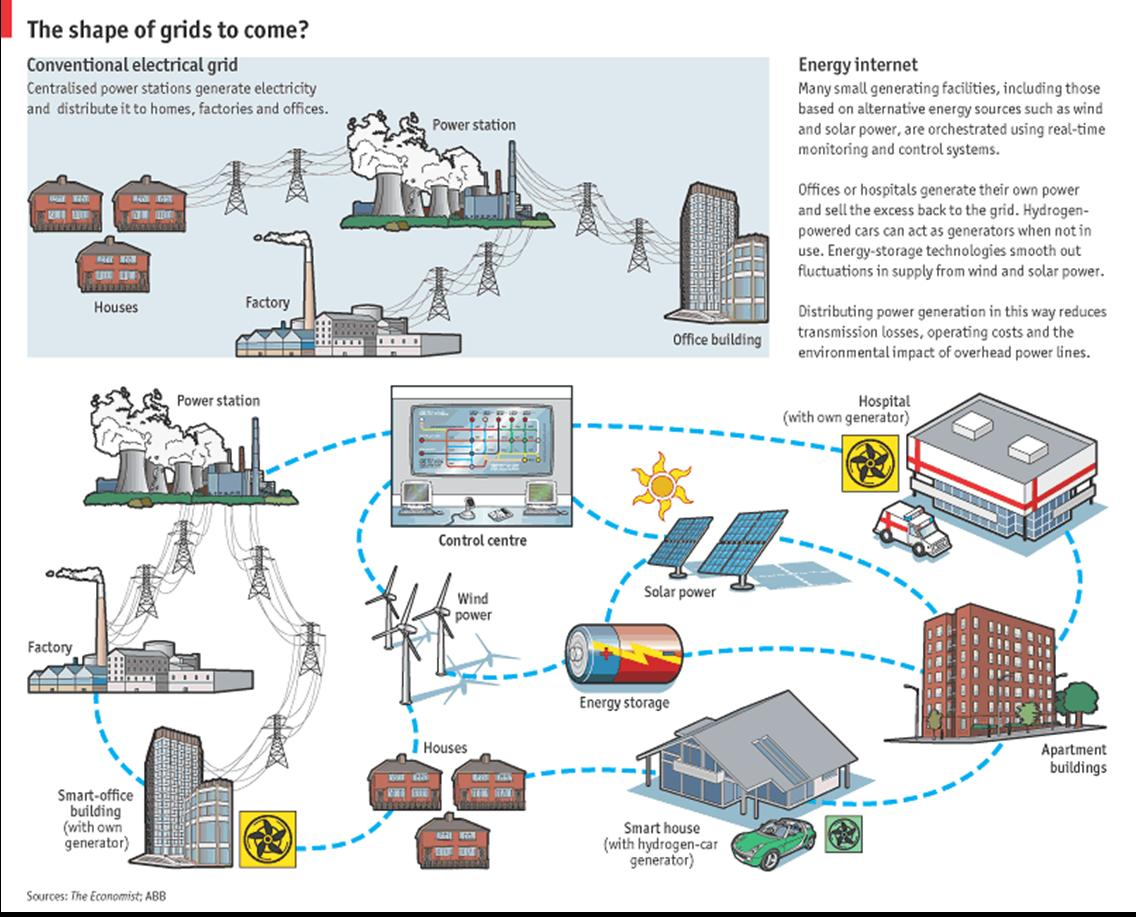 The shape of grids to come?
Conventional electrical grid
Centralised power stations generate electricity
and distribute it to homes, factories and offices.
Power station
Houses
Factory
Office building
Energy internet
Many small generating facilities, including those
based on alternative energy sources such as wind
and solar power, are orchestrated using real-time
monitoring and control systems.
Offices or hospitals generate their own power
and sell the excess back to the grid. Hydrogen-
powered cars can act as generators when not in
use. Energy-storage technologies smooth out
fluctuations in supply from wind and solar power.
Distributing power generation in this way reduces
transmission losses, operating costs and the
environmental impact of overhead power lines.
Power station
Control centre
Hospital
(with own generator)
Solar power
Wind
power
Factory
Energy storage
Apartment
buildings
Houses
Smart-office
building
(with own
generator)
Smart house
(with hydrogen-car
generator)
Sources: The Economist; ABB